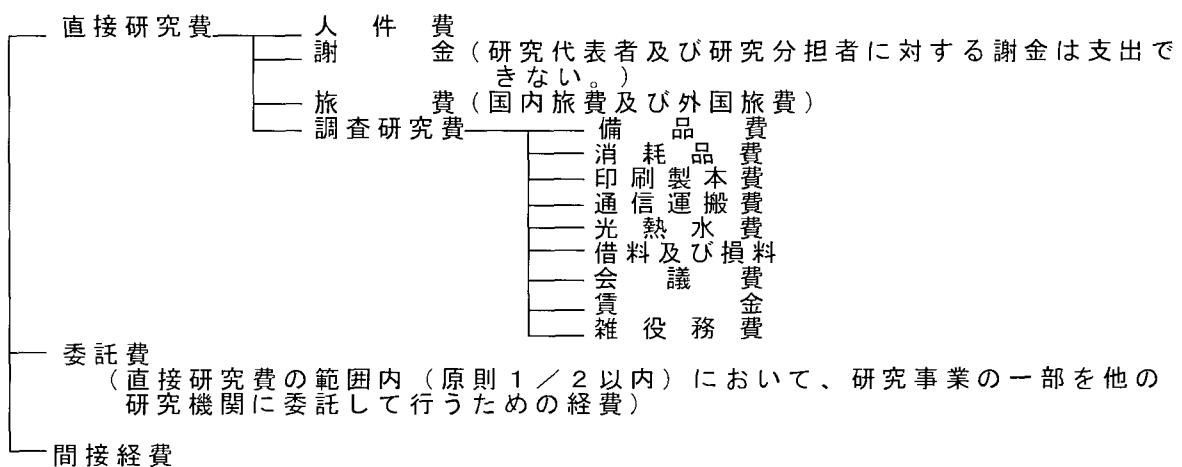 直接研究費 人件費
謝金(研究代表者及び研究分担者に対する謝金は支出で
きない。)
旅費(国内旅費及び外国旅費)
調査研究費 備品費
消耗品費
印刷製本費
通信運搬費
光熱水費
借料及び損料
会議費
賃金
雑役務費
委託費
(直接研究費の範囲内(原則1/2以内)において、研究事業の一部を他の
研究機関に委託して行うための経費)
間接経費